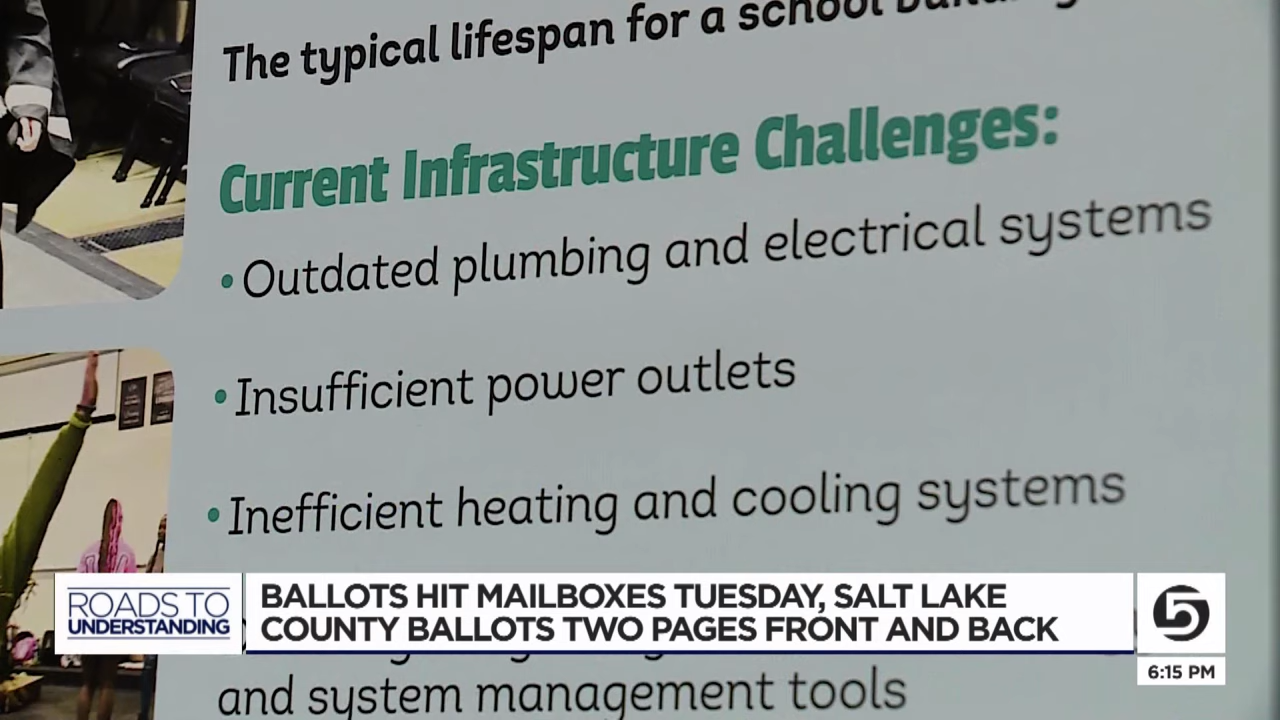 The typical lifespan for a school building
Current Infrastructure Challenges:
• Outdated plumbing and electrical systems
• Insufficient power outlets
• Inefficient heating and cooling systems
ROADS TO
UNDERSTANDING
BALLOTS HIT MAILBOXES TUESDAY, SALT LAKE
COUNTY BALLOTS TWO PAGES FRONT AND BACK
5
6:15 PM
and system management tools